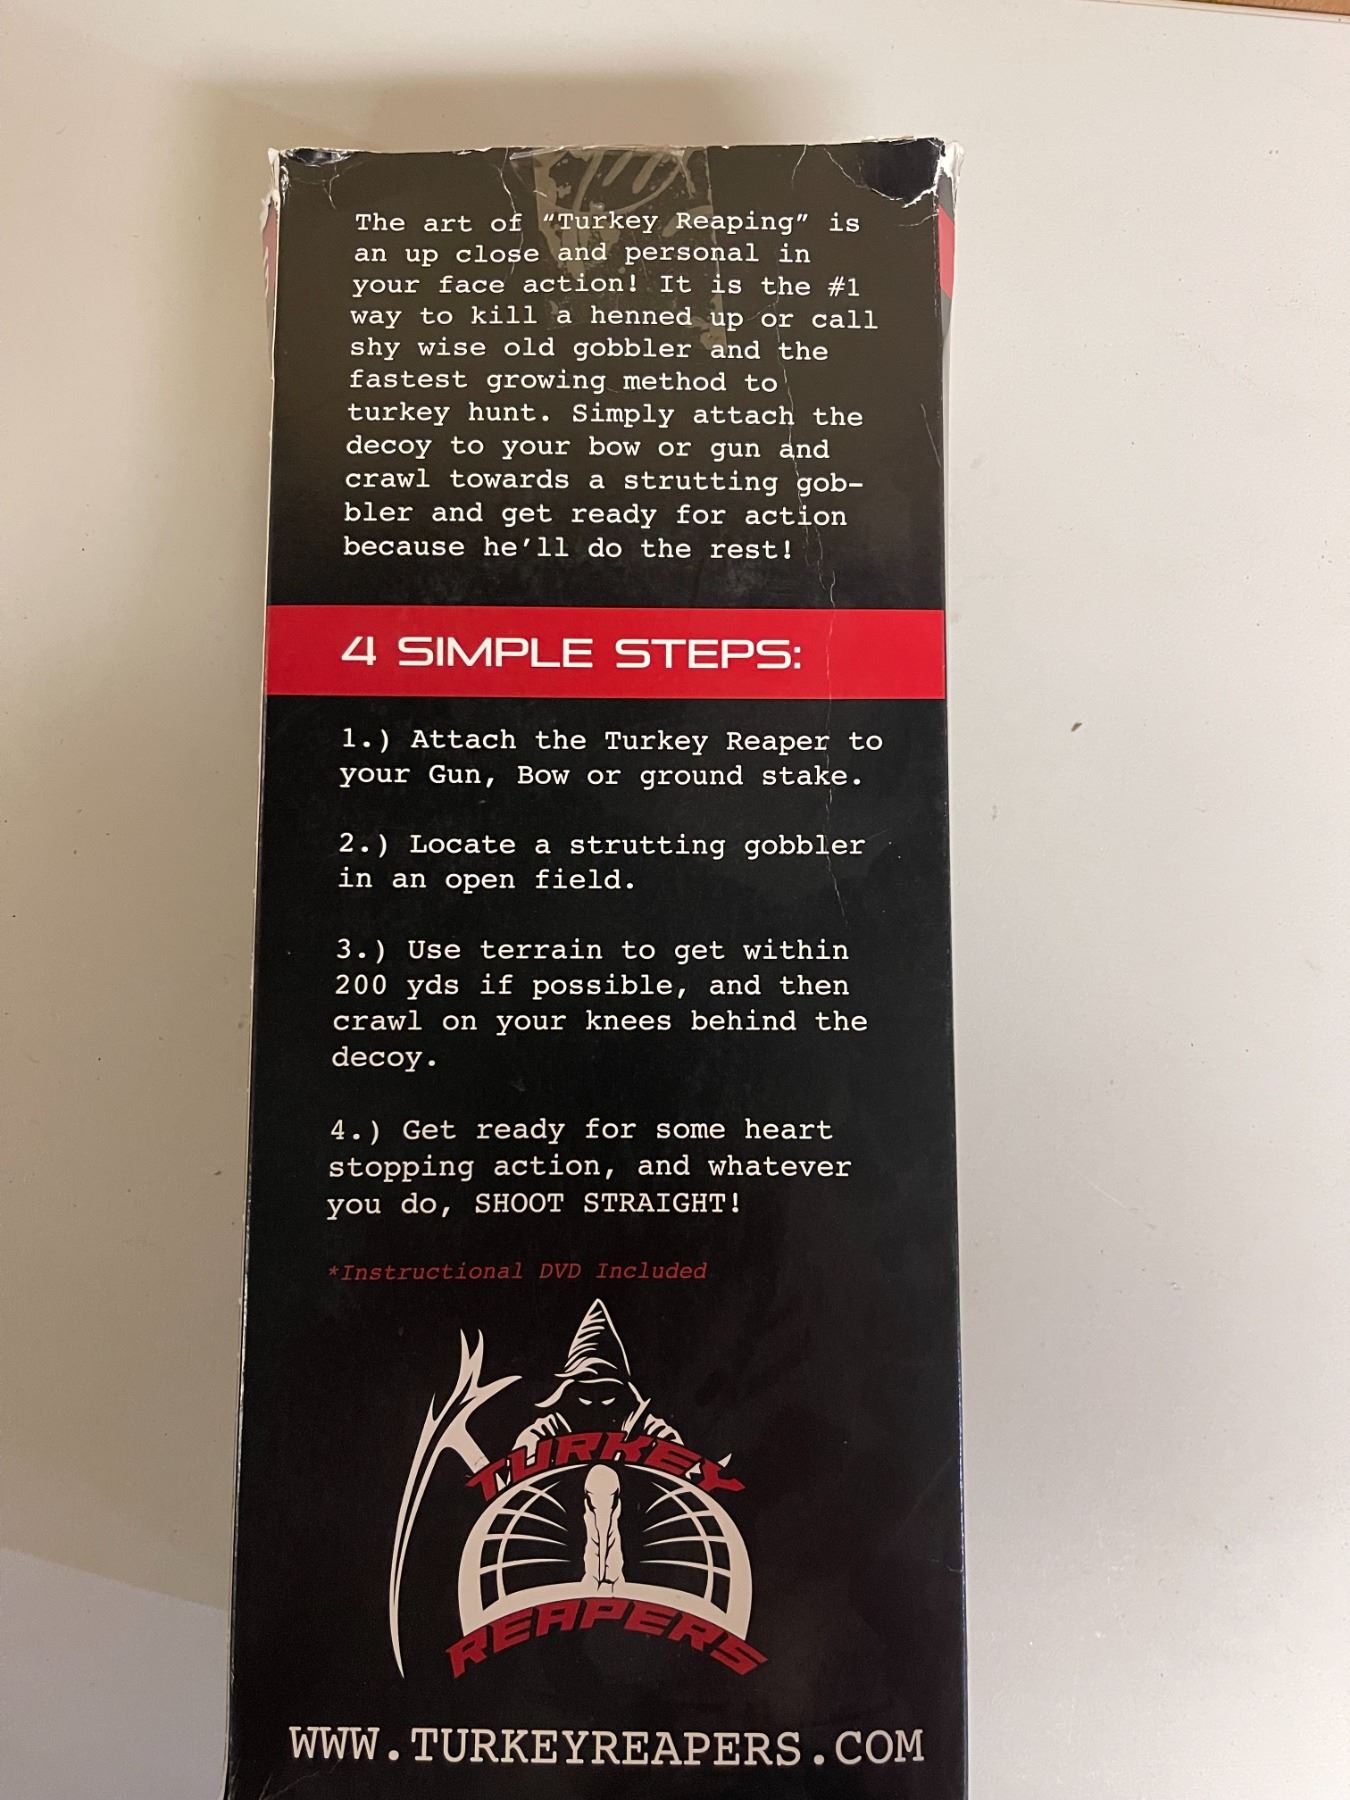 The art of “Turkey Reaping” is
an up close and personal in
your face action! It is the #1
way to kill a henned up or call
shy wise old gobbler and the
fastest growing method to
turkey hunt. Simply attach the
decoy to your bow or gun and
crawl towards a strutting gob-
bler and get ready for action
because he’ll do the rest!
4 SIMPLE STEPS:
1.) Attach the Turkey Reaper to
your Gun, Bow or ground stake.
2.) Locate a strutting gobbler
in an open field.
3.) Use terrain to get within
200 yds if possible, and then
crawl on your knees behind the
decoy.
4.) Get ready for some heart
stopping action, and whatever
you do, SHOOT STRAIGHT!
*Instructional DVD Included
TURKEY
REAPERS
WWW.TURKEYREAPERS.COM